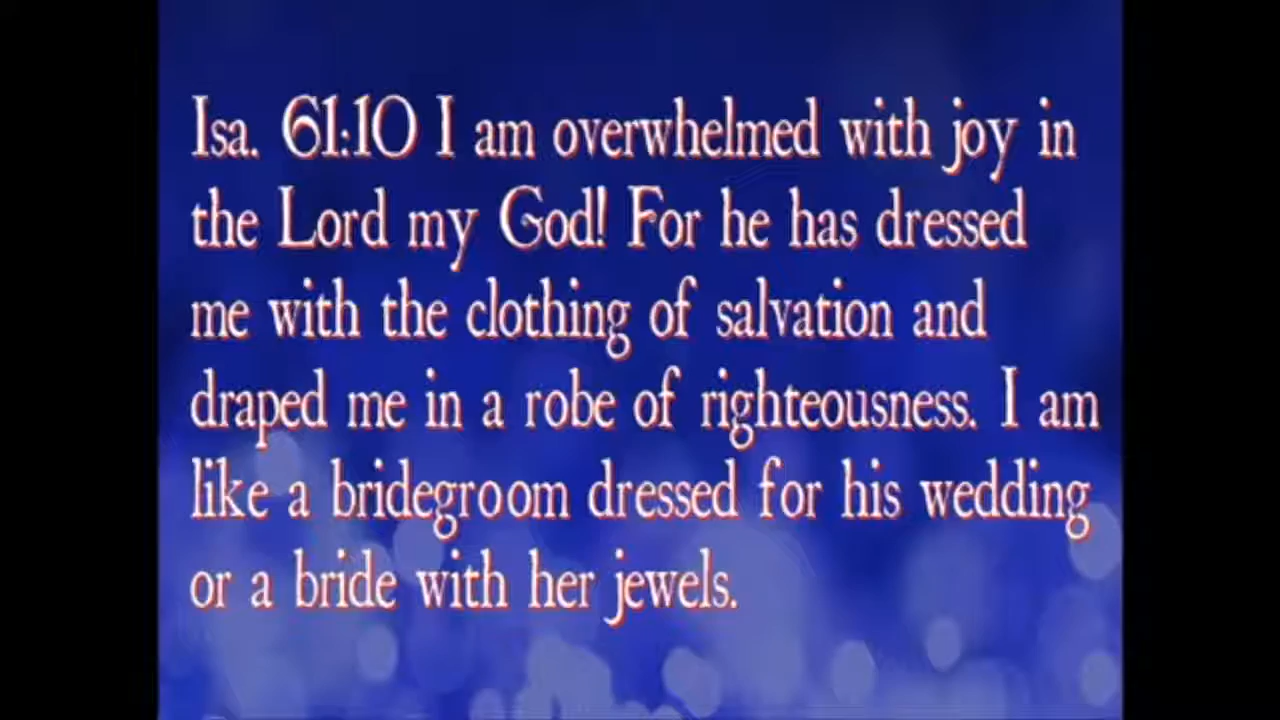 Isa. 61:10 I am overwhelmed with joy in
the Lord my God! For he has dressed
me with the clothing of salvation and
draped me in a robe of righteousness. I am
like a bridegroom dressed for his wedding
or a bride with her jewels.